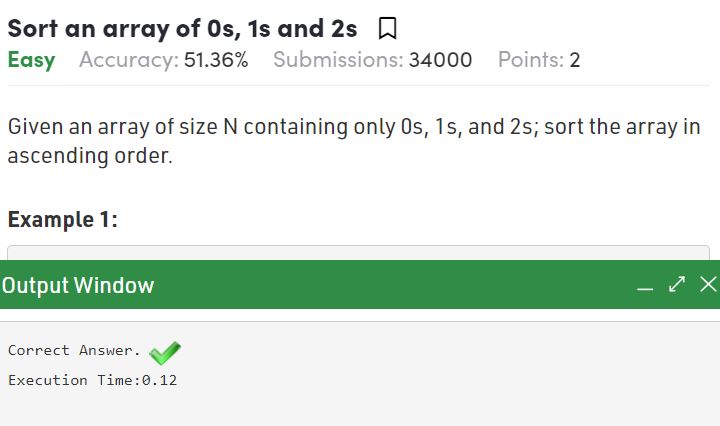 Sort an array of 0s, 1s and 2s
Easy Accuracy: 51.36% Submissions: 34000 Points: 2
Given an array of size N containing only 0s, 1s, and 2s; sort the array in
ascending order.
Example 1:
Output Window
Correct Answer.
Execution Time:0.12